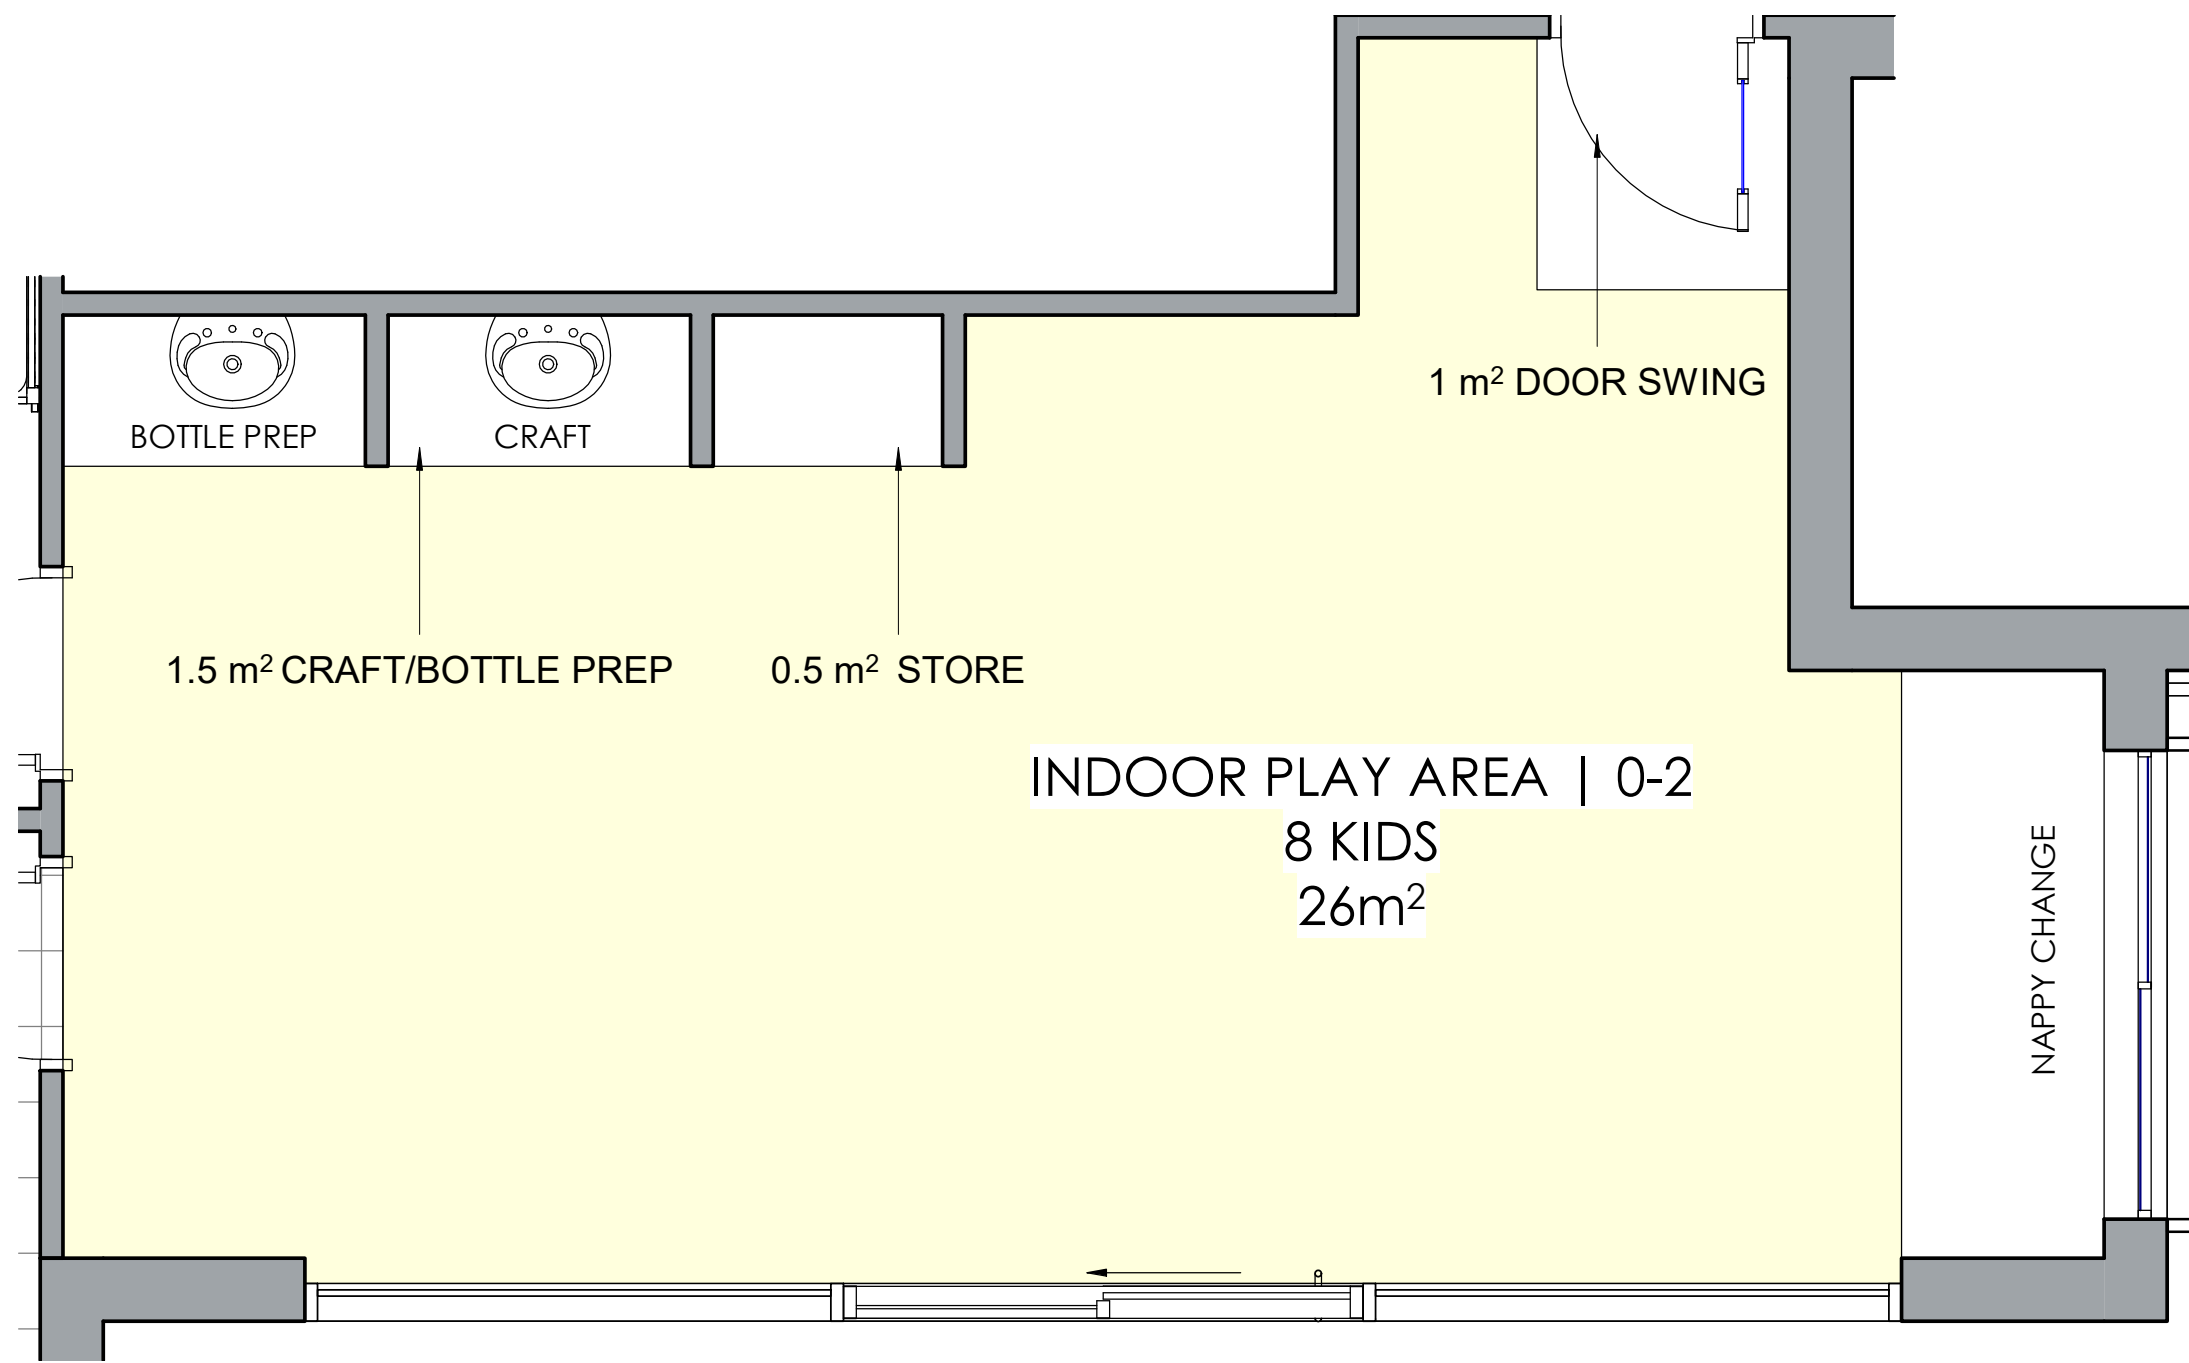 1 m² DOOR SWING
BOTTLE PREP
CRAFT
1.5 m² CRAFT/BOTTLE PREP
0.5 m² STORE
INDOOR PLAY AREA | 0-2
8 KIDS
26m²
NAPPY CHANGE